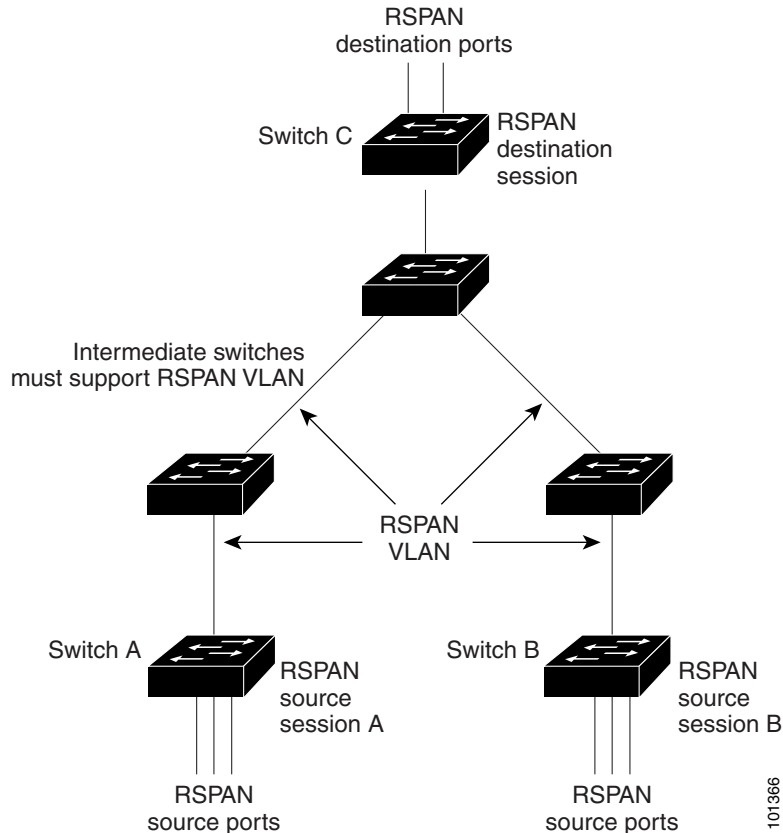 RSPAN
destination ports
Switch C
RSPAN
destination
session
Intermediate switches
must support RSPAN VLAN
RSPAN
VLAN
Switch A
RSPAN
source
session A
Switch B
RSPAN
source
session B
RSPAN
source ports
RSPAN
source ports
101366